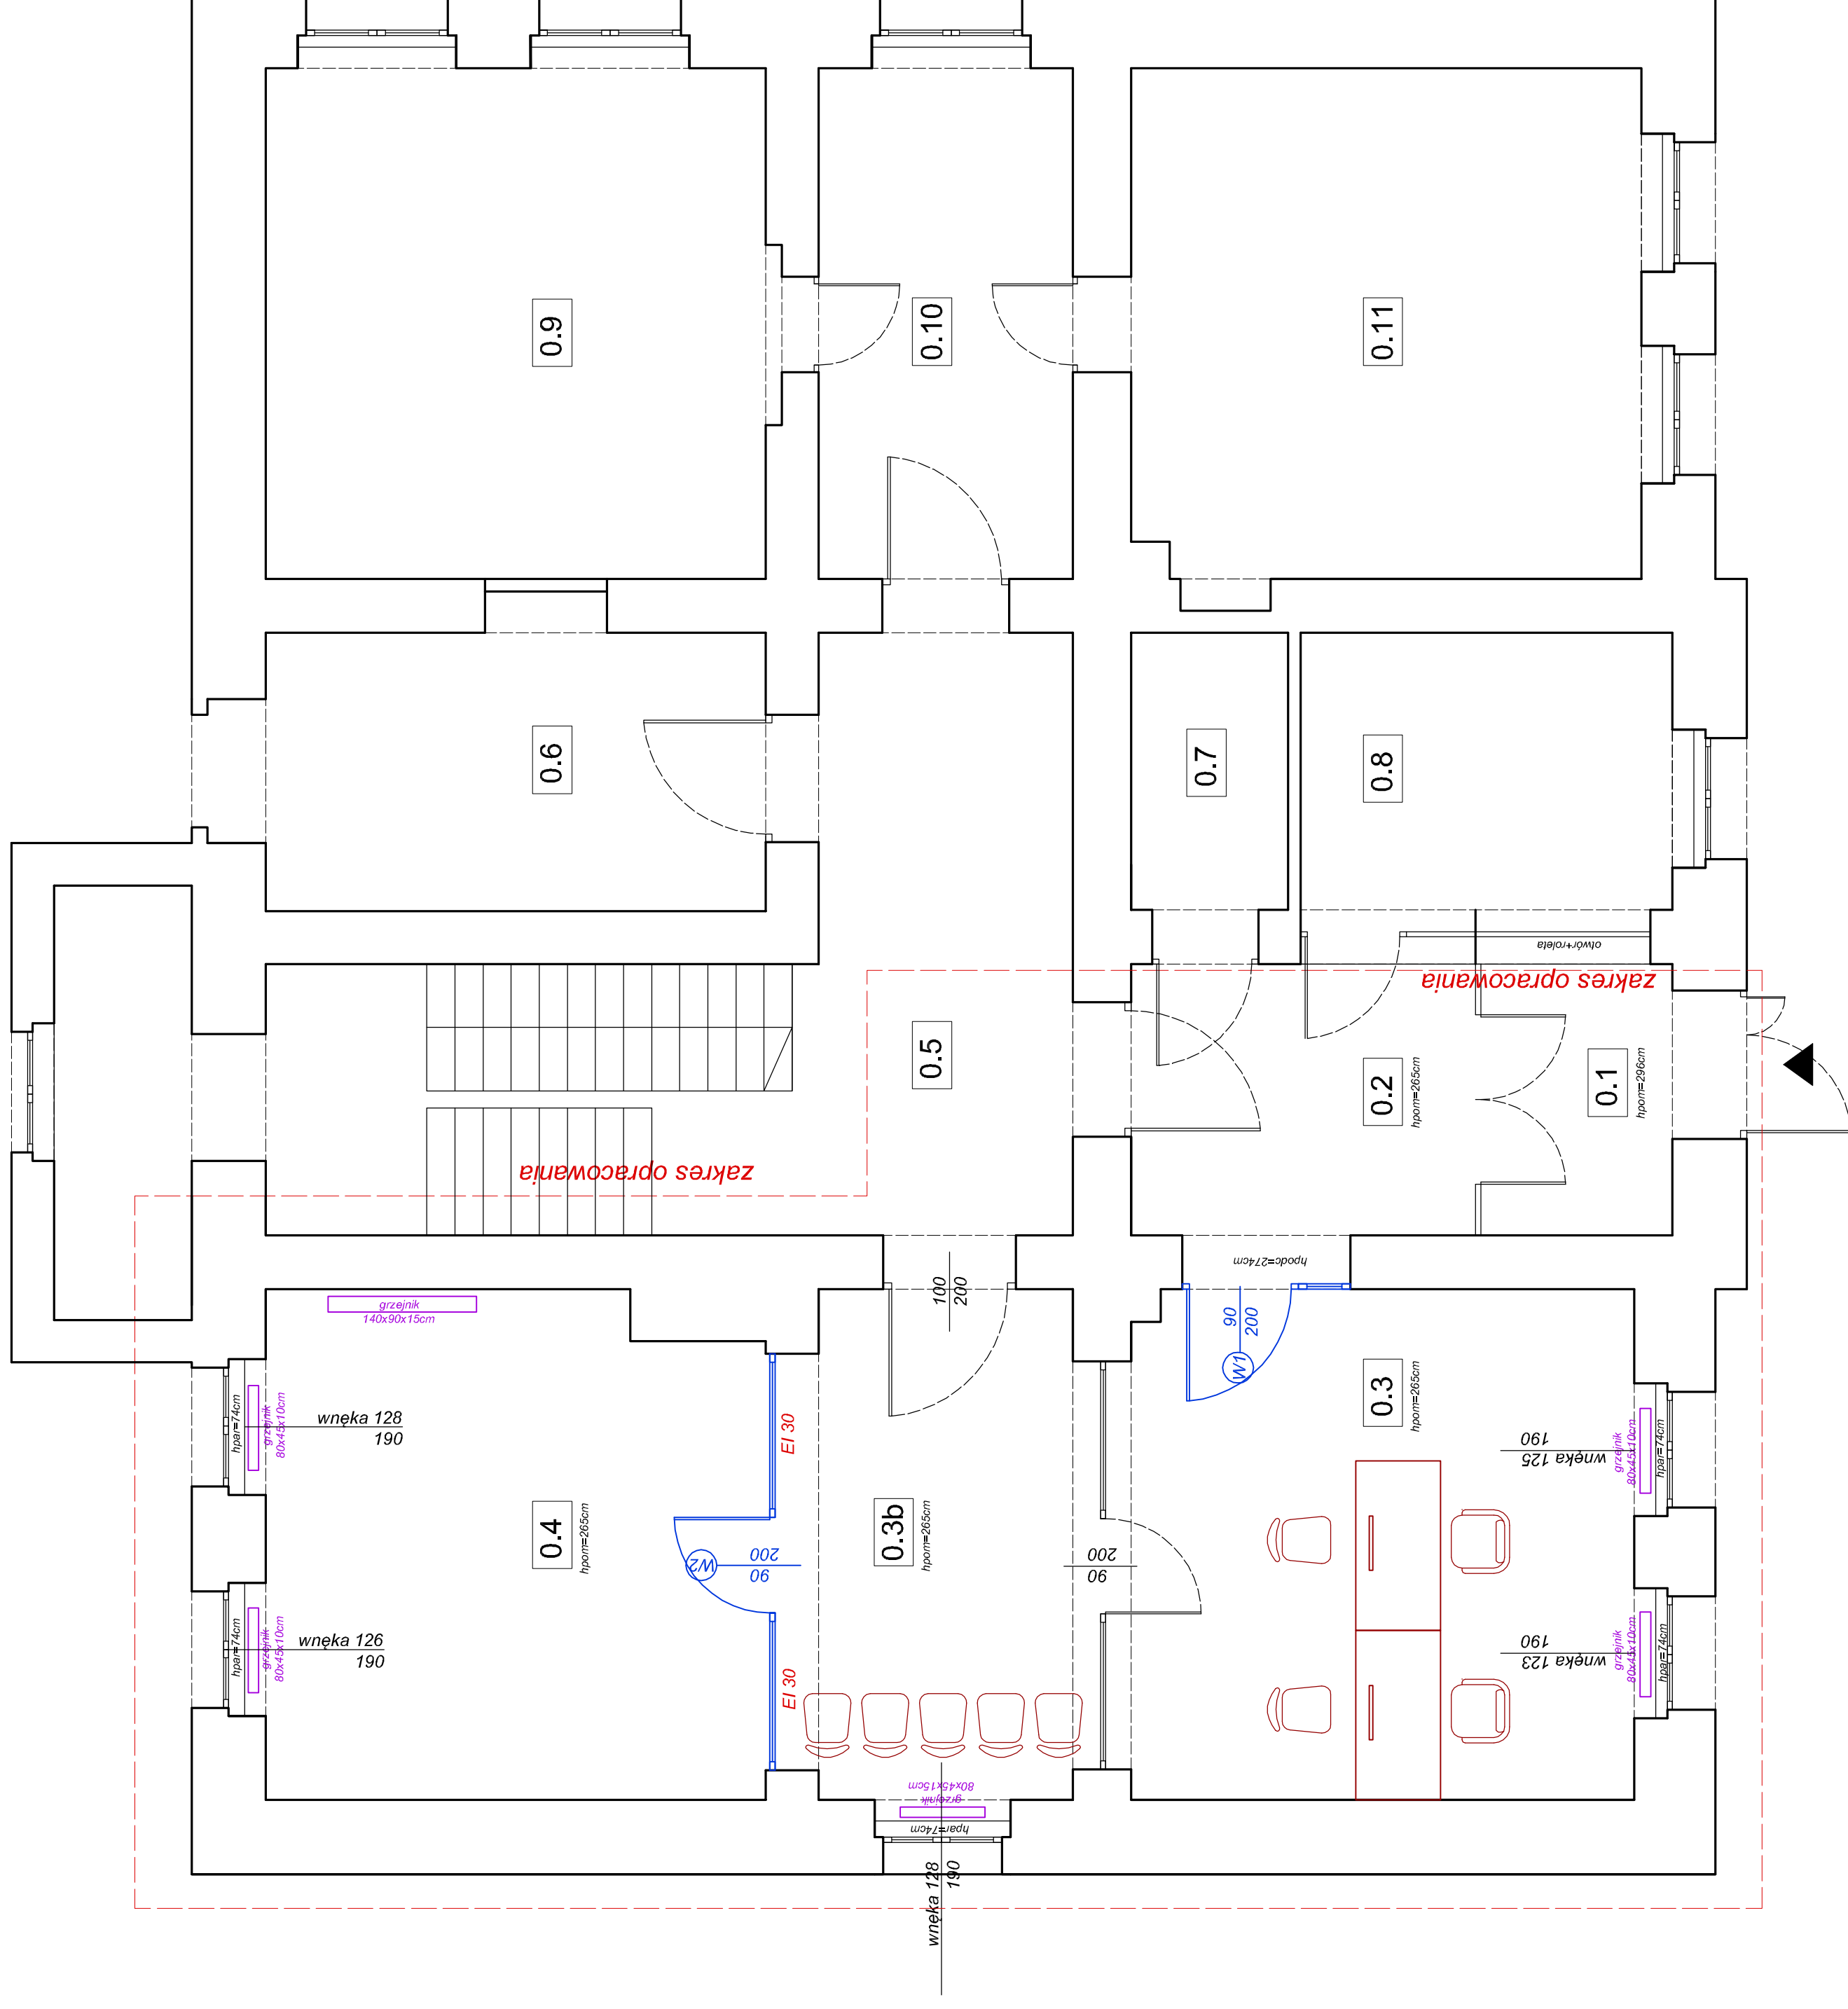 0.9
0.10
0.11
0.6
0.7
0.8
otwór+roleta
zakres opracowania
0.5
0.2
hpom=265cm
0.1
hpom=296cm
zakres opracowania
hpodc=274cm
100
200
90
200
W1
grzejnik
140x90x15cm
hpar=74cm
grzejnik
80x45x10cm
wnęka 128
190
EI 30
0.3
hpom=265cm
190
wnęka 125
grzejnik
80x45x10cm
hpar=74cm
0.4
hpom=265cm
W2
200
90
0.3b
hpom=265cm
200
90
hpar=74cm
grzejnik
80x45x10cm
wnęka 126
190
EI 30
190
wnęka 123
grzejnik
80x45x10cm
hpar=74cm
80x45x15cm
grzejnik
hpar=74cm
wnęka 128
190